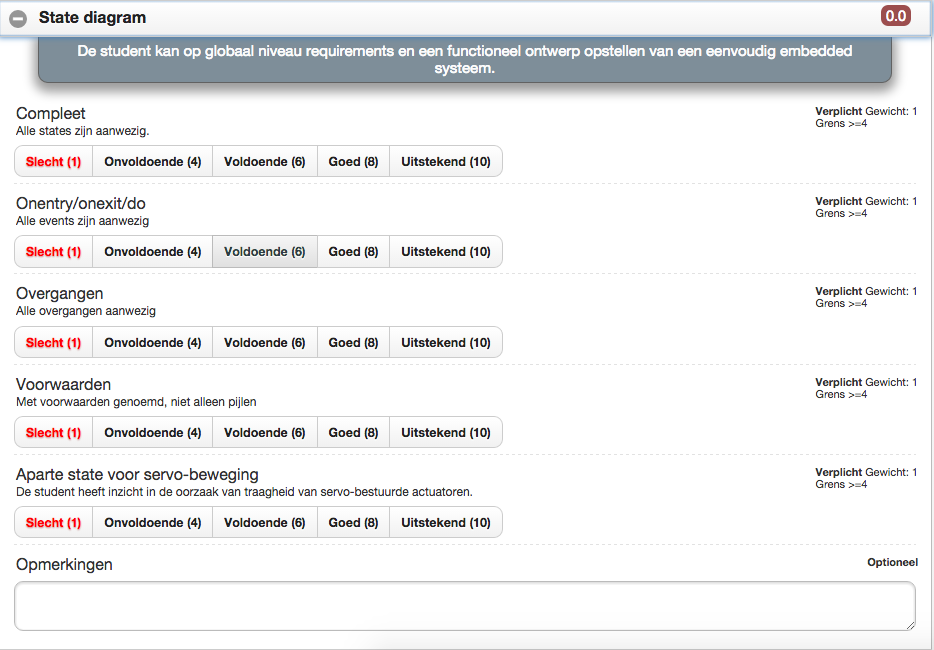 State diagram
0.0
De student kan op globaal niveau requirements en een functioneel ontwerp opstellen van een eenvoudig embedded
systeem.
Compleet
Verplicht Gewicht: 1
Alle states zijn aanwezig.
Grens >=4
Slecht (1) Onvoldoende (4) Voldoende (6) Goed (8) Uitstekend (10)
Onentry/onexit/do
Verplicht Gewicht: 1
Alle events zijn aanwezig
Grens >=4
Slecht (1) Onvoldoende (4) Voldoende (6) Goed (8) Uitstekend (10)
Overgangen
Verplicht Gewicht: 1
Alle overgangen aanwezig
Grens >=4
Slecht (1) Onvoldoende (4) Voldoende (6) Goed (8) Uitstekend (10)
Voorwaarden
Verplicht Gewicht: 1
Met voorwaarden genoemd, niet alleen pijlen
Grens >=4
Slecht (1) Onvoldoende (4) Voldoende (6) Goed (8) Uitstekend (10)
Aparte state voor servo-beweging
Verplicht Gewicht: 1
De student heeft inzicht in de oorzaak van traagheid van servo-bestuurde actuatoren.
Grens >=4
Slecht (1) Onvoldoende (4) Voldoende (6) Goed (8) Uitstekend (10)
Opmerkingen
Optioneel